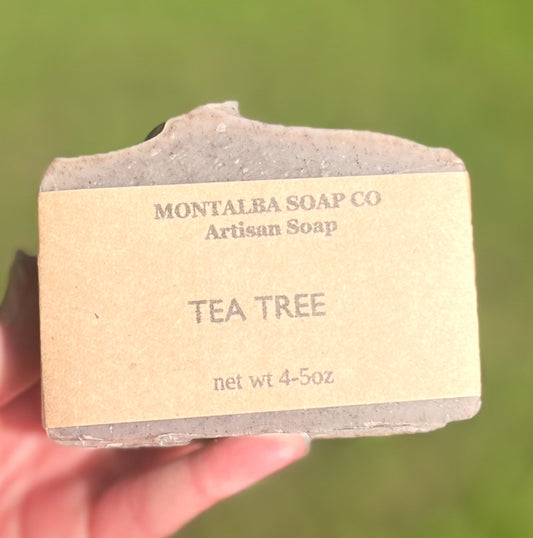 MONTALBA SOAP CO
Artisan Soap
TEA TREE
net wt 4-5oz